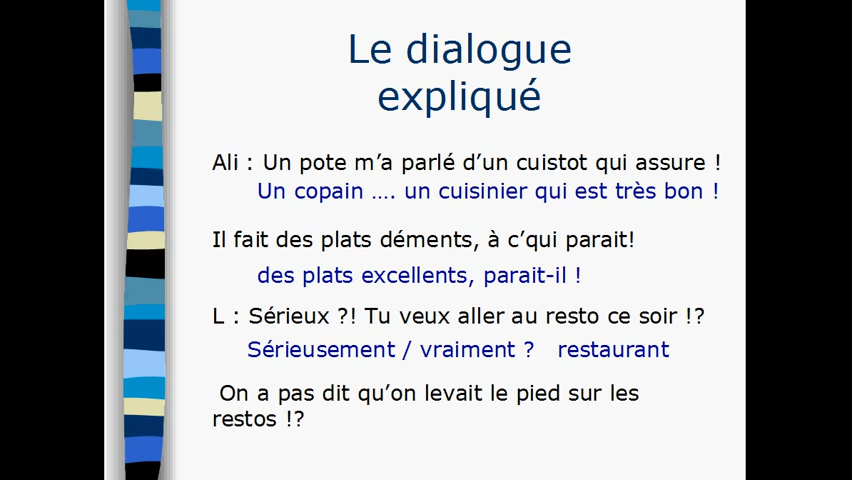 Le dialogue
expliqué
Ali : Un pote m’a parlé d’un cuistot qui assure !
Un copain …. un cuisinier qui est très bon !
Il fait des plats déments, à c’qui parait!
des plats excellents, parait-il !
L : Sérieux ?! Tu veux aller au resto ce soir !?
Sérieusement / vraiment ? restaurant
On a pas dit qu’on levait le pied sur les
restos !?